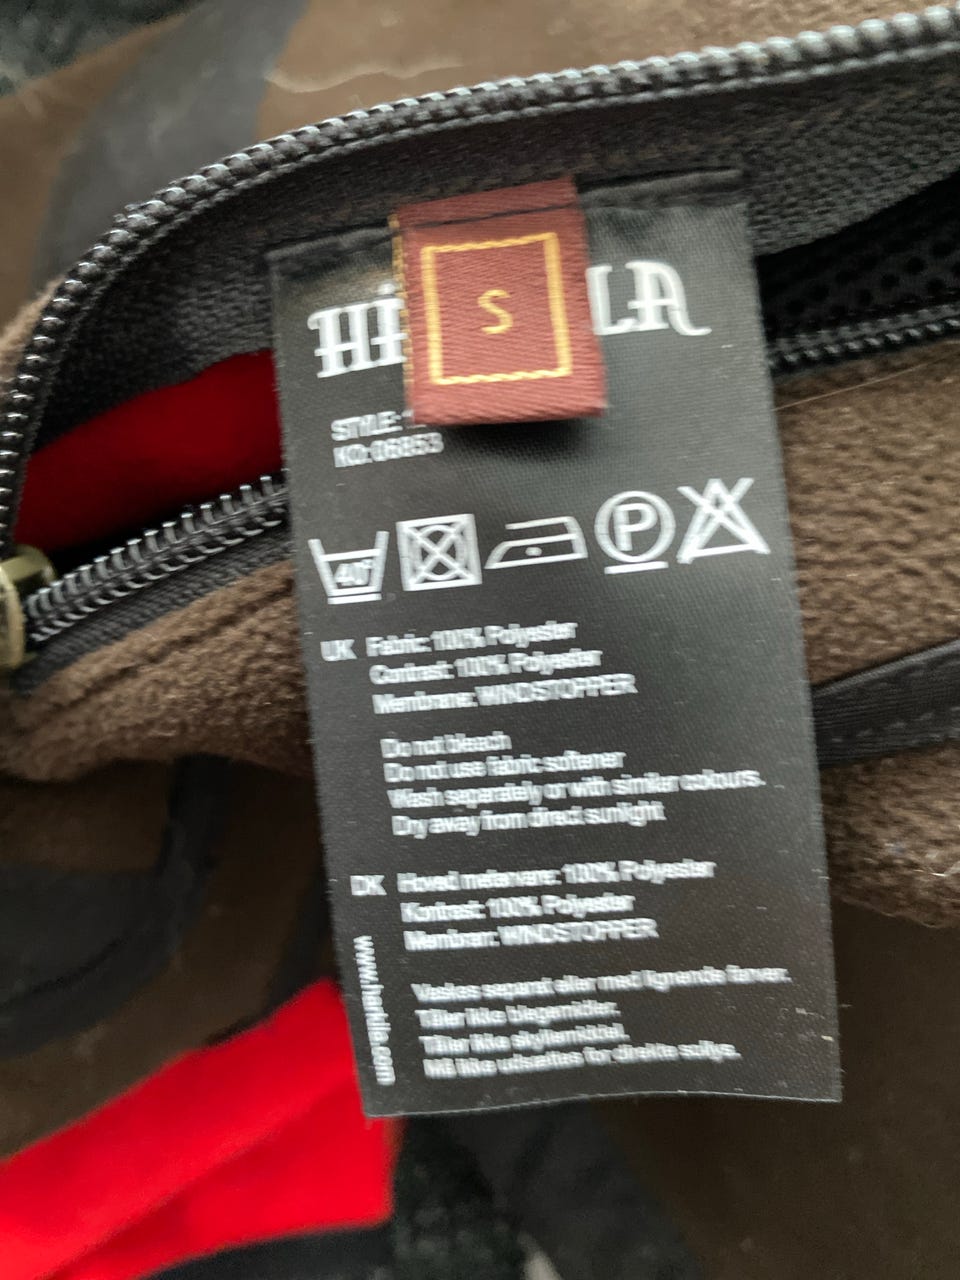 S
STYLE:
KO: 06853
40°
P
UK Fabric: 100% Polyester
Contrast: 100% Polyester
Membrane: WINDSTOPPER
Do not bleach
Do not use fabric softener
Wash separately or with similar colours.
Dry away from direct sunlight
DK Hoved metervare: 100% Polyester
Kontrast: 100% Polyester
Membran: WINDSTOPPER
Vaskes separat eller med lignende farver.
Tåler ikke blegemidler.
Tåler ikke skyllemiddel.
Må ikke udsættes for direkte sollys.
www.harkila.com